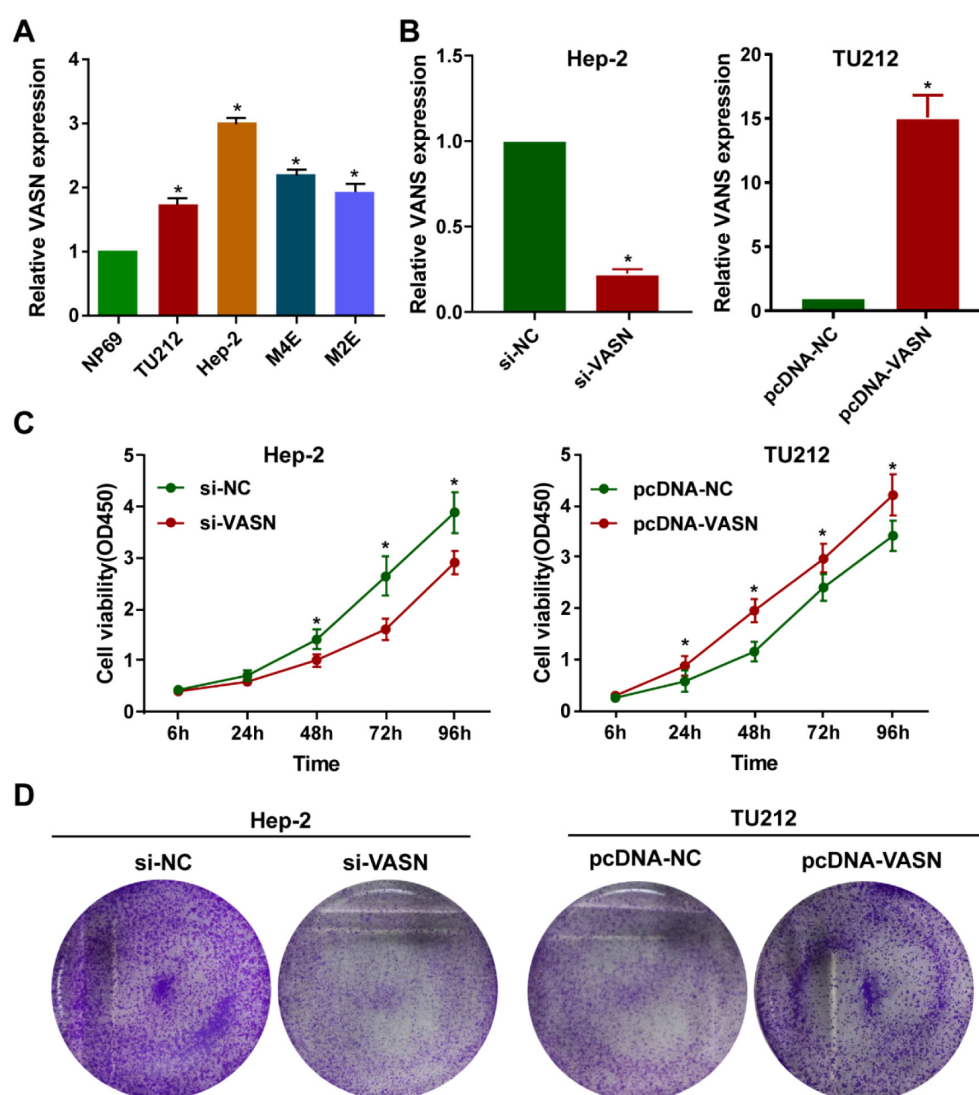 A
Relative VASN expression
4
3
2
1
0
*
*
*
*
NP69
TU212
Hep-2
M4E
M2E
B
Hep-2
Relative VANS expression
1.5
1.0
0.5
0.0
*
si-NC
si-VASN
TU212
Relative VANS expression
20
15
10
5
0
*
pcDNA-NC
pcDNA-VASN
C
Hep-2
Cell viability(OD450)
5
4
3
2
1
0
si-NC
si-VASN
*
*
*
6h 24h 48h 72h 96h
Time
TU212
Cell viability(OD450)
5
4
3
2
1
0
pcDNA-NC
pcDNA-VASN
*
*
*
*
6h 24h 48h 72h 96h
Time
D
Hep-2
si-NC si-VASN
TU212
pcDNA-NC pcDNA-VASN